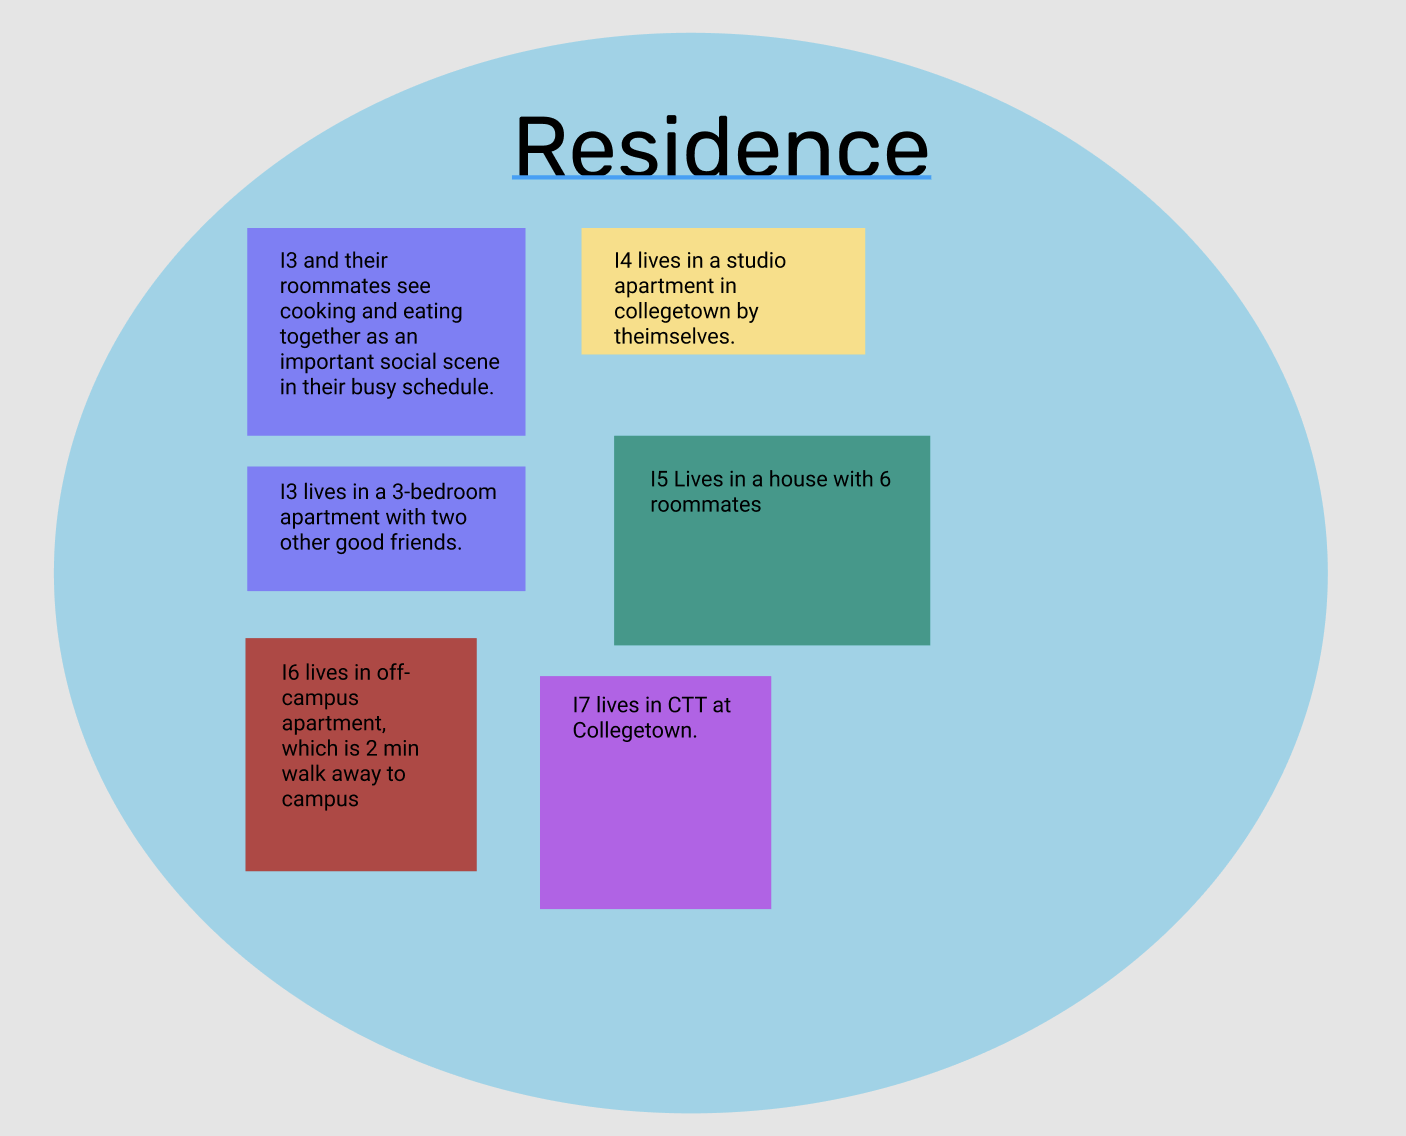 Residence
I3 and their
roommates see
cooking and eating
together as an
important social scene
in their busy schedule.
I4 lives in a studio
apartment in
collegetown by
theimselves.
I3 lives in a 3-bedroom
apartment with two
other good friends.
I5 Lives in a house with 6
roommates
I6 lives in off-
campus
apartment,
which is 2 min
walk away to
campus
I7 lives in CTT at
Collegetown.